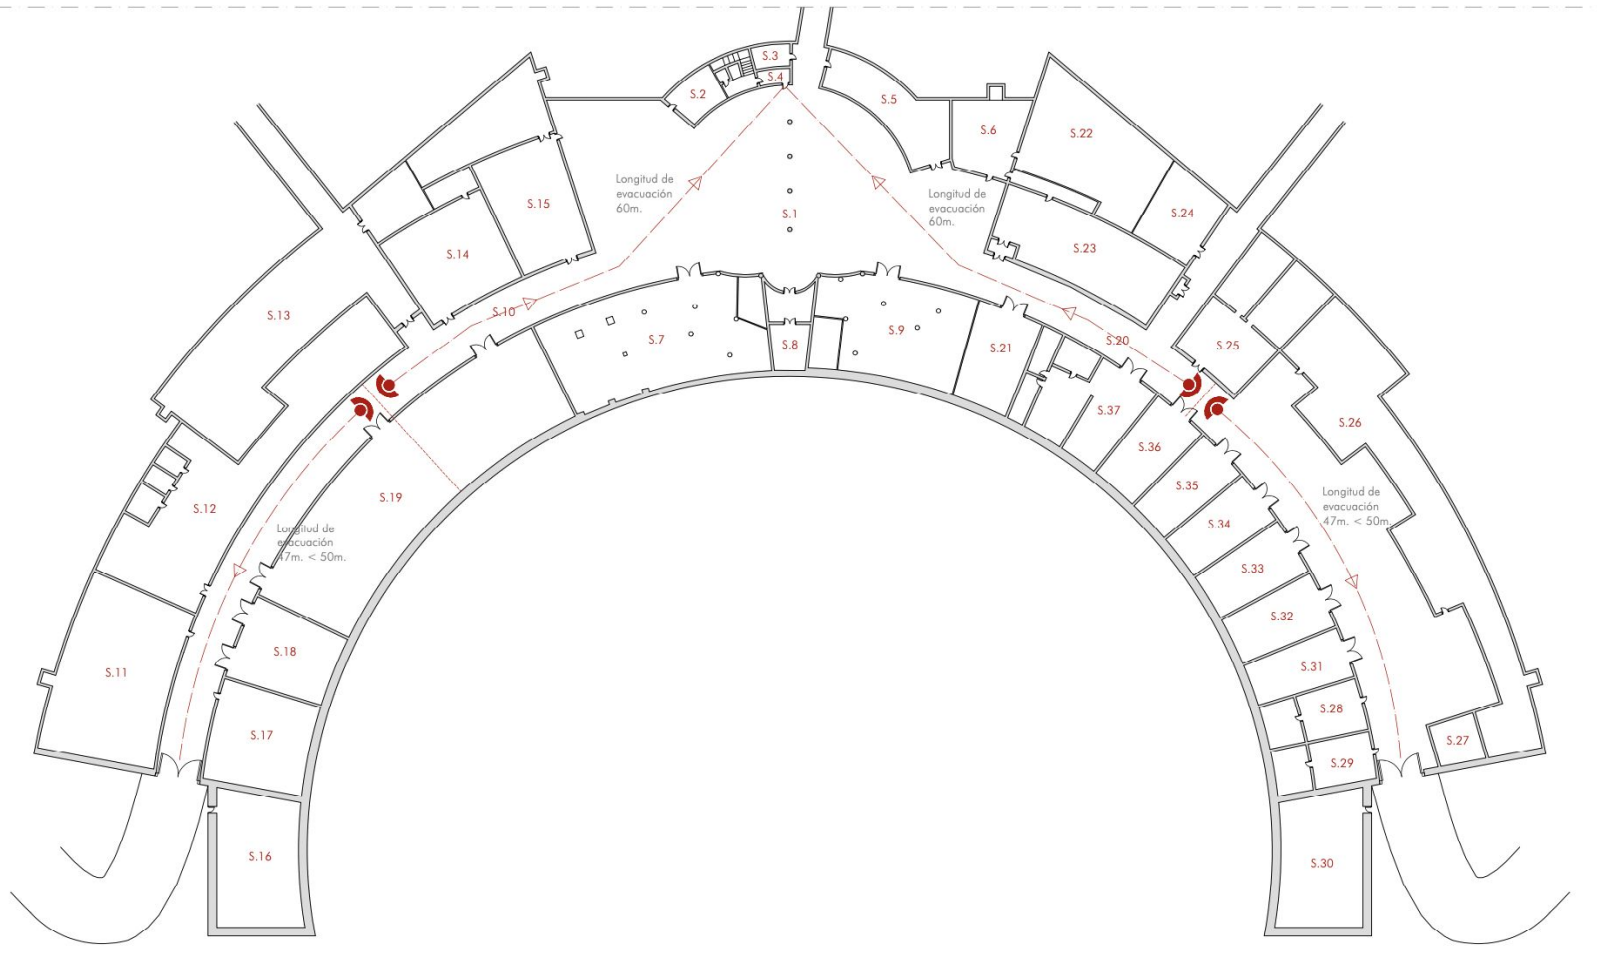 S.3
S.4
S.2
S.5
S.6
S.22
Longitud de
evacuación
60m.
Longitud de
evacuación
60m.
S.15
S.1
S.24
S.14
S.23
S.13
S.10
S.7
S.8
S.9
S.21
S.20
S.25
S.37
S.26
S.36
S.19
S.35
Longitud de
evacuación
47m. < 50m.
S.12
S.34
Longitud de
evacuación
47m. < 50m.
S.33
S.32
S.18
S.31
S.11
S.28
S.17
S.27
S.29
S.16
S.30